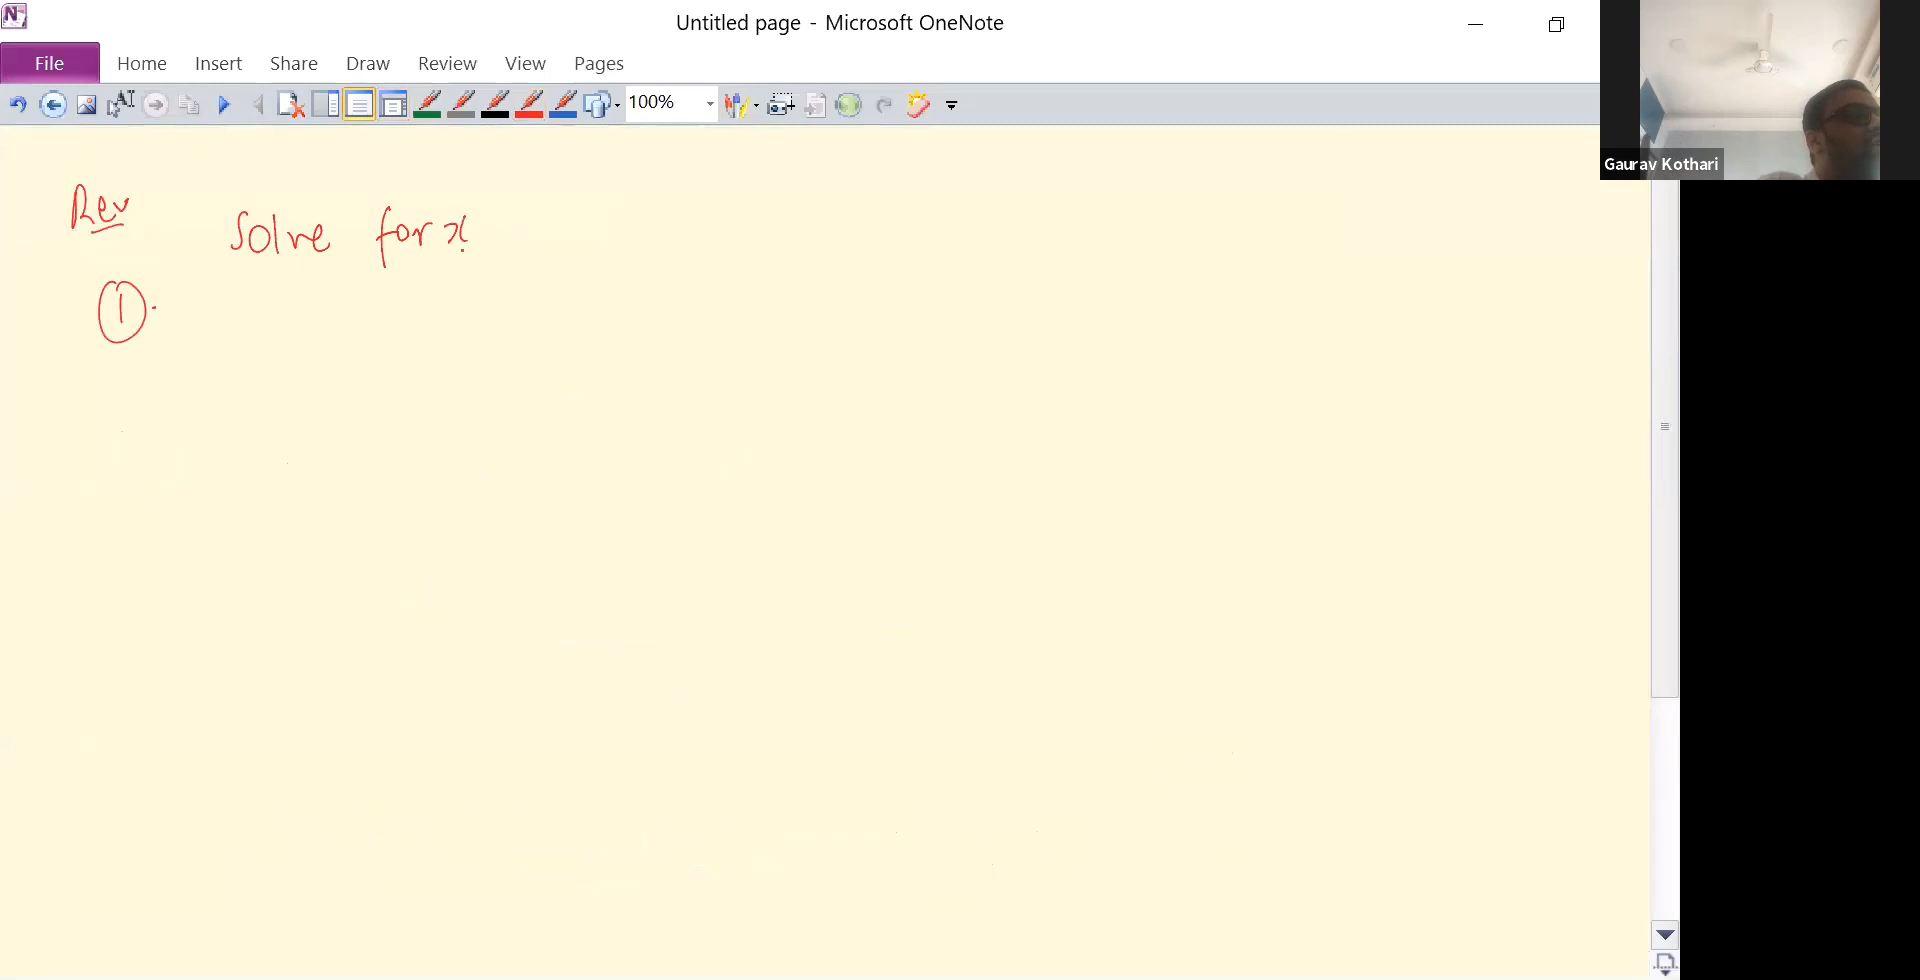 Untitled page - Microsoft OneNote
File Home Insert Share Draw Review View Pages
100%
Gaurav Kothari
Rev
Solve for x
①